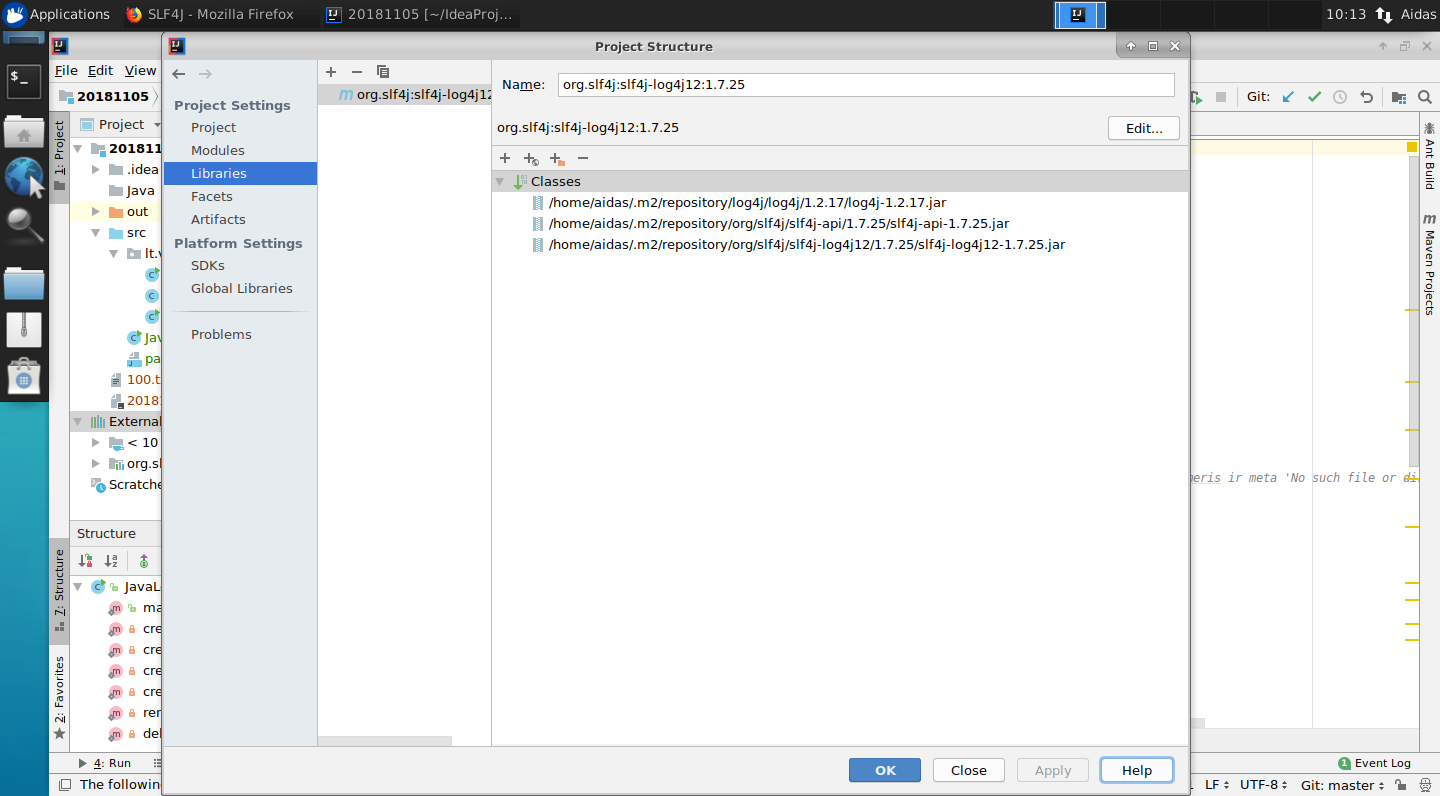 Applications
SLF4J - Mozilla Firefox
20181105 [~/IdeaProj...
10:13
Aidas
Project Structure
File Edit View
20181105
Git:
1: Project
Project
20181
.idea
Java
out
src
lt.v
Jav
pa
100.t
2018
External
< 10
org.sl
Scratche
Structure
7: Structure
JavaL
ma
cre
cre
cre
cre
rer
del
2: Favorites
Project Settings
Project
Modules
Libraries
Facets
Artifacts
Platform Settings
SDKs
Global Libraries
Problems
org.slf4j:slf4j-log4j12
Name:
org.slf4j:slf4j-log4j12:1.7.25
org.slf4j:slf4j-log4j12:1.7.25
Edit...
Classes
/home/aidas/.m2/repository/log4j/log4j/1.2.17/log4j-1.2.17.jar
/home/aidas/.m2/repository/org/slf4j/slf4j-api/1.7.25/slf4j-api-1.7.25.jar
/home/aidas/.m2/repository/org/slf4j/slf4j-log4j12/1.7.25/slf4j-log4j12-1.7.25.jar
OK
Close
Apply
Help
Ant Build
Maven Projects
neris ir meta 'No such file or di
4: Run
1 Event Log
The following
LF
UTF-8
Git: master